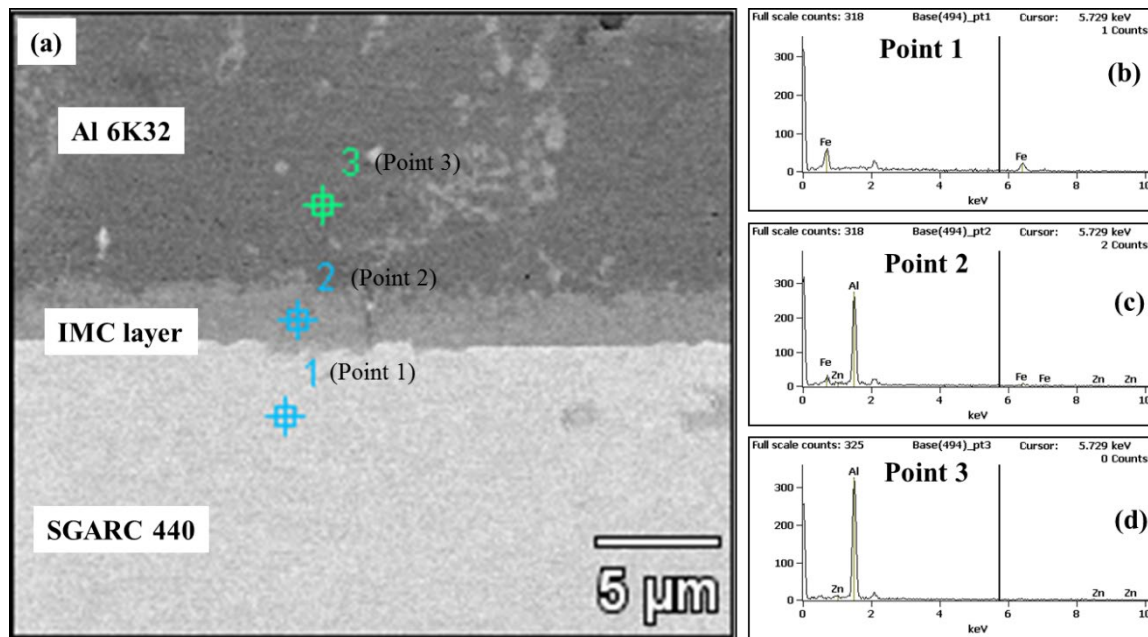 (a)
Al 6K32
3 (Point 3)
2 (Point 2)
IMC layer
1 (Point 1)
SGARC 440
5 µm
Full scale counts: 318 Base(494)_pt1 Cursor: 5.729 keV
1 Counts
Point 1
(b)
300
200
100
0
Fe
Fe
0 2 4 6 8 10
keV
Full scale counts: 318 Base(494)_pt2 Cursor: 5.729 keV
2 Counts
Point 2
(c)
300
200
100
0
Al
Fe
Zn
Fe Fe Zn Zn
0 2 4 6 8 10
keV
Full scale counts: 325 Base(494)_pt3 Cursor: 5.729 keV
0 Counts
Point 3
(d)
300
200
100
0
Al
Zn
Zn Zn
0 2 4 6 8 10
keV